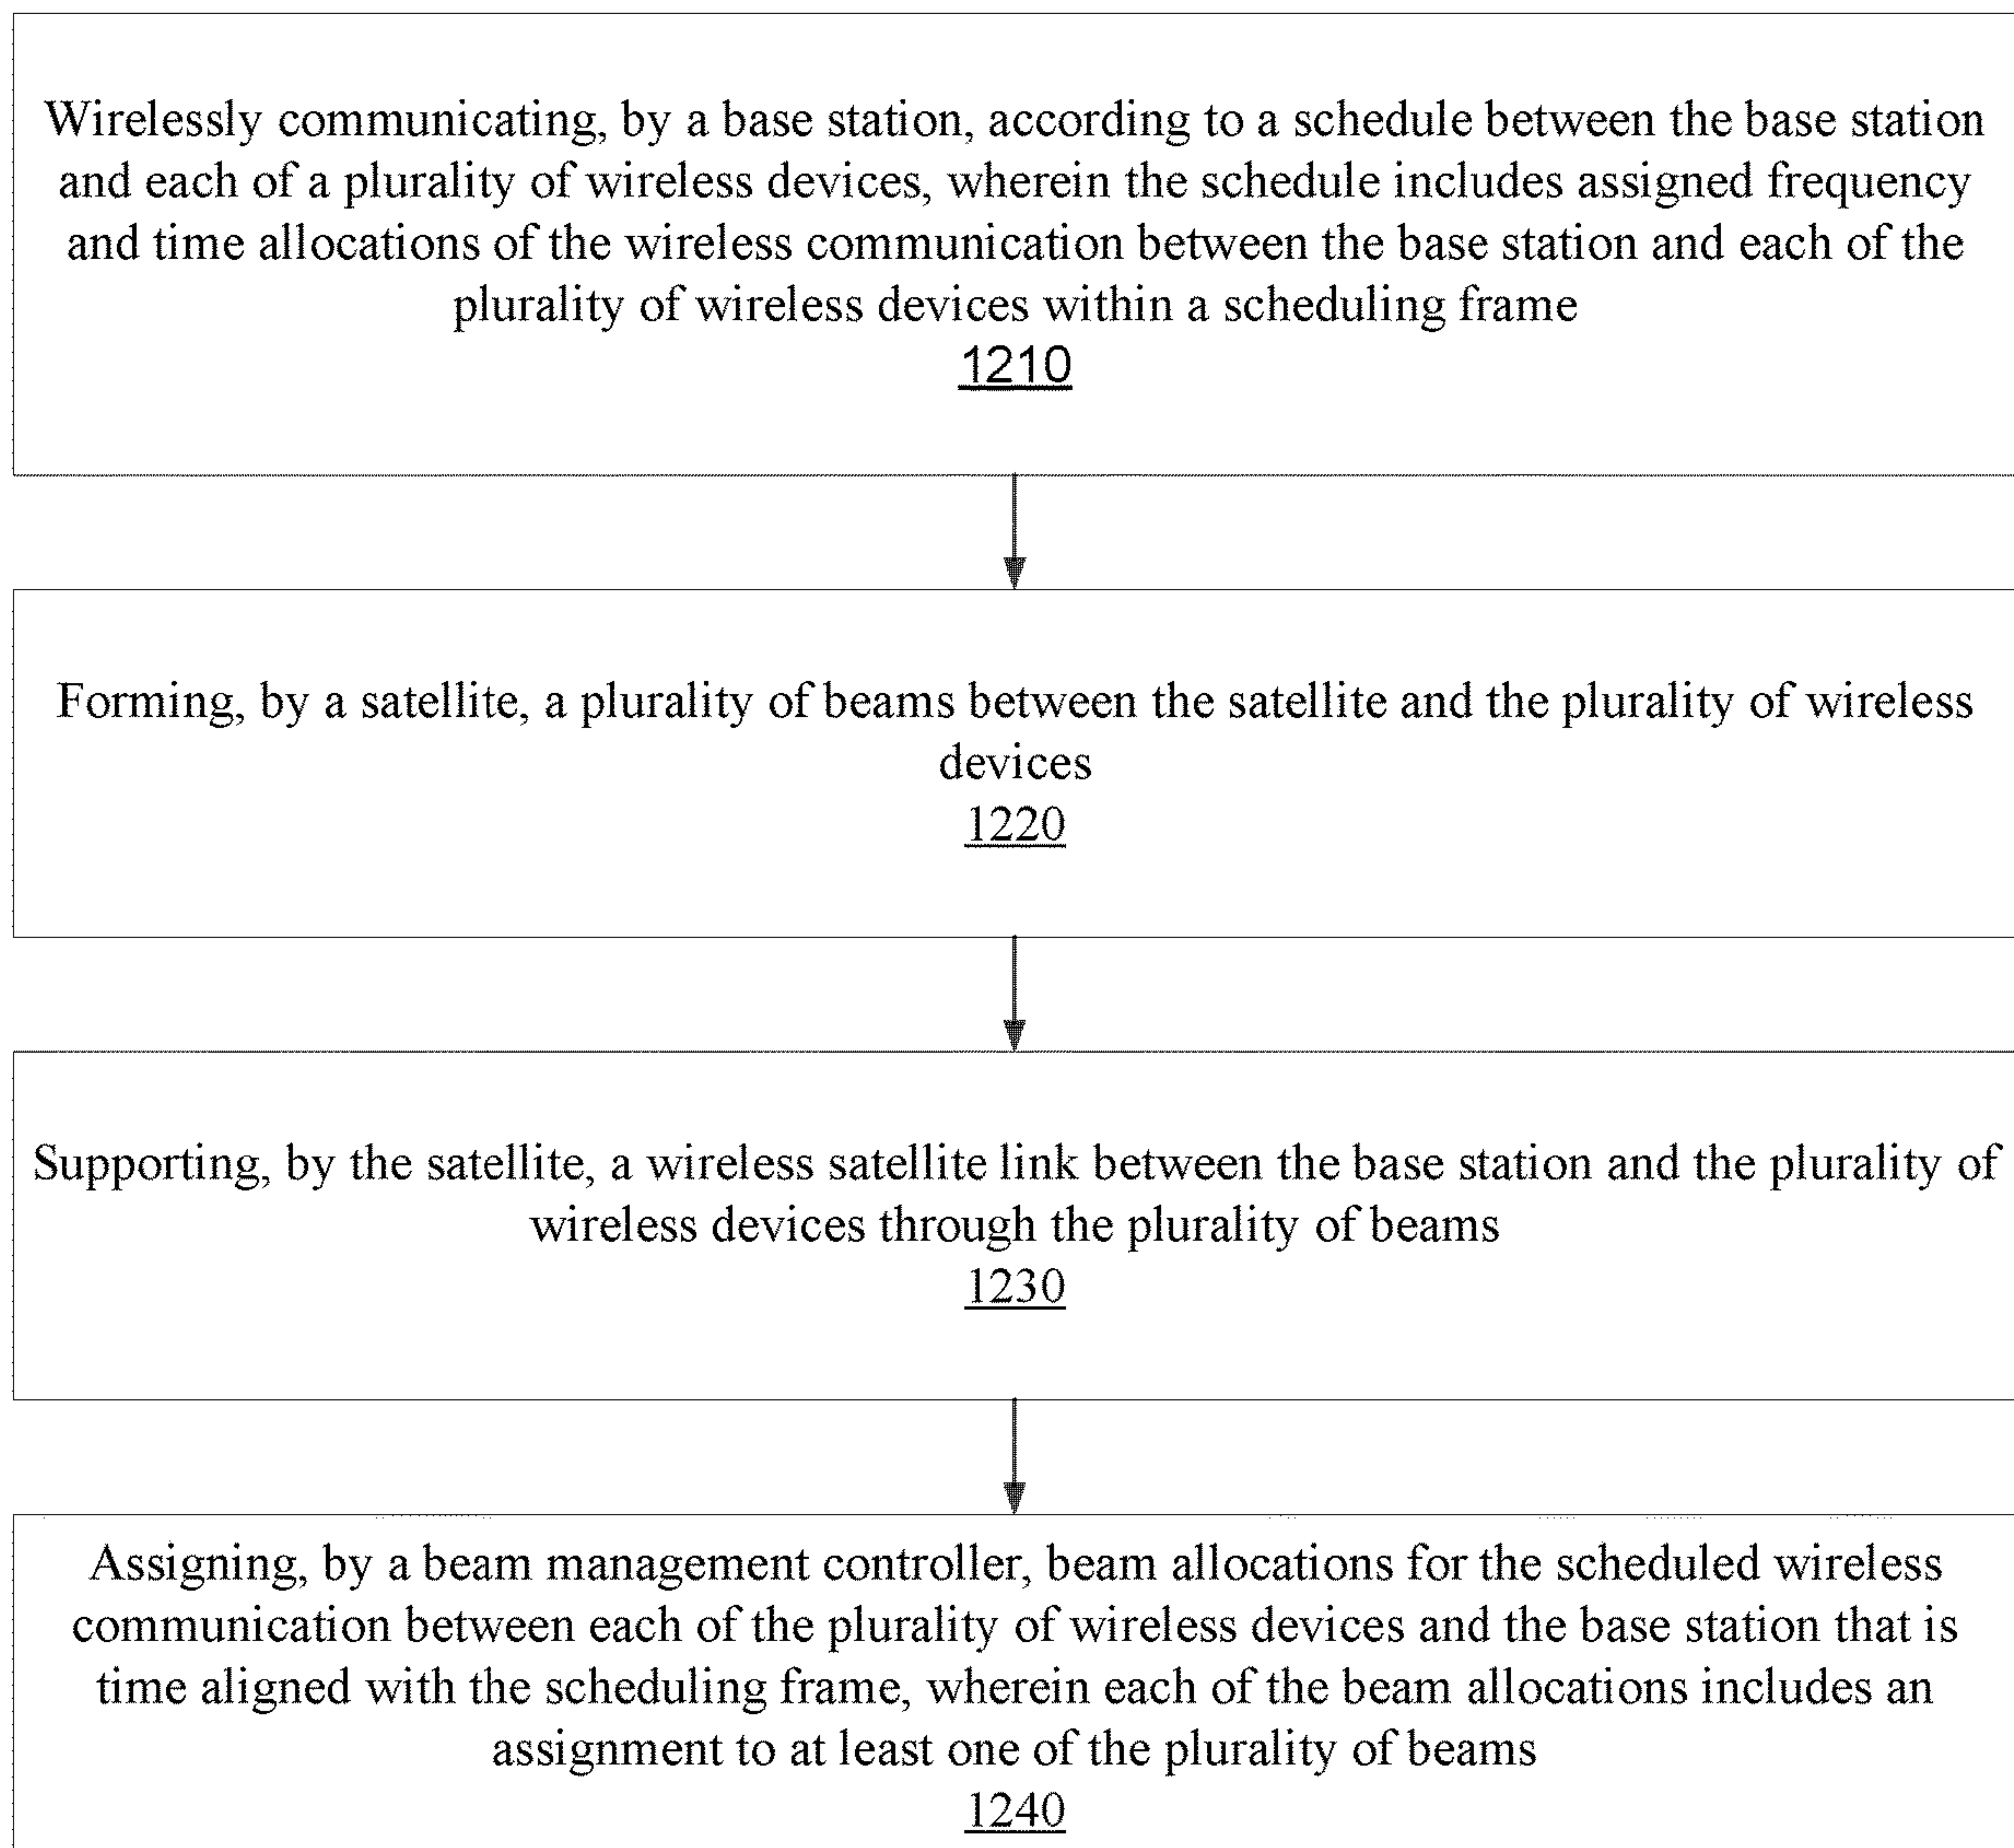 Wirelessly communicating, by a base station, according to a schedule between the base station
and each of a plurality of wireless devices, wherein the schedule includes assigned frequency
and time allocations of the wireless communication between the base station and each of the
plurality of wireless devices within a scheduling frame
1210
Forming, by a satellite, a plurality of beams between the satellite and the plurality of wireless
devices
1220
Supporting, by the satellite, a wireless satellite link between the base station and the plurality of
wireless devices through the plurality of beams
1230
Assigning, by a beam management controller, beam allocations for the scheduled wireless
communication between each of the plurality of wireless devices and the base station that is
time aligned with the scheduling frame, wherein each of the beam allocations includes an
assignment to at least one of the plurality of beams
1240